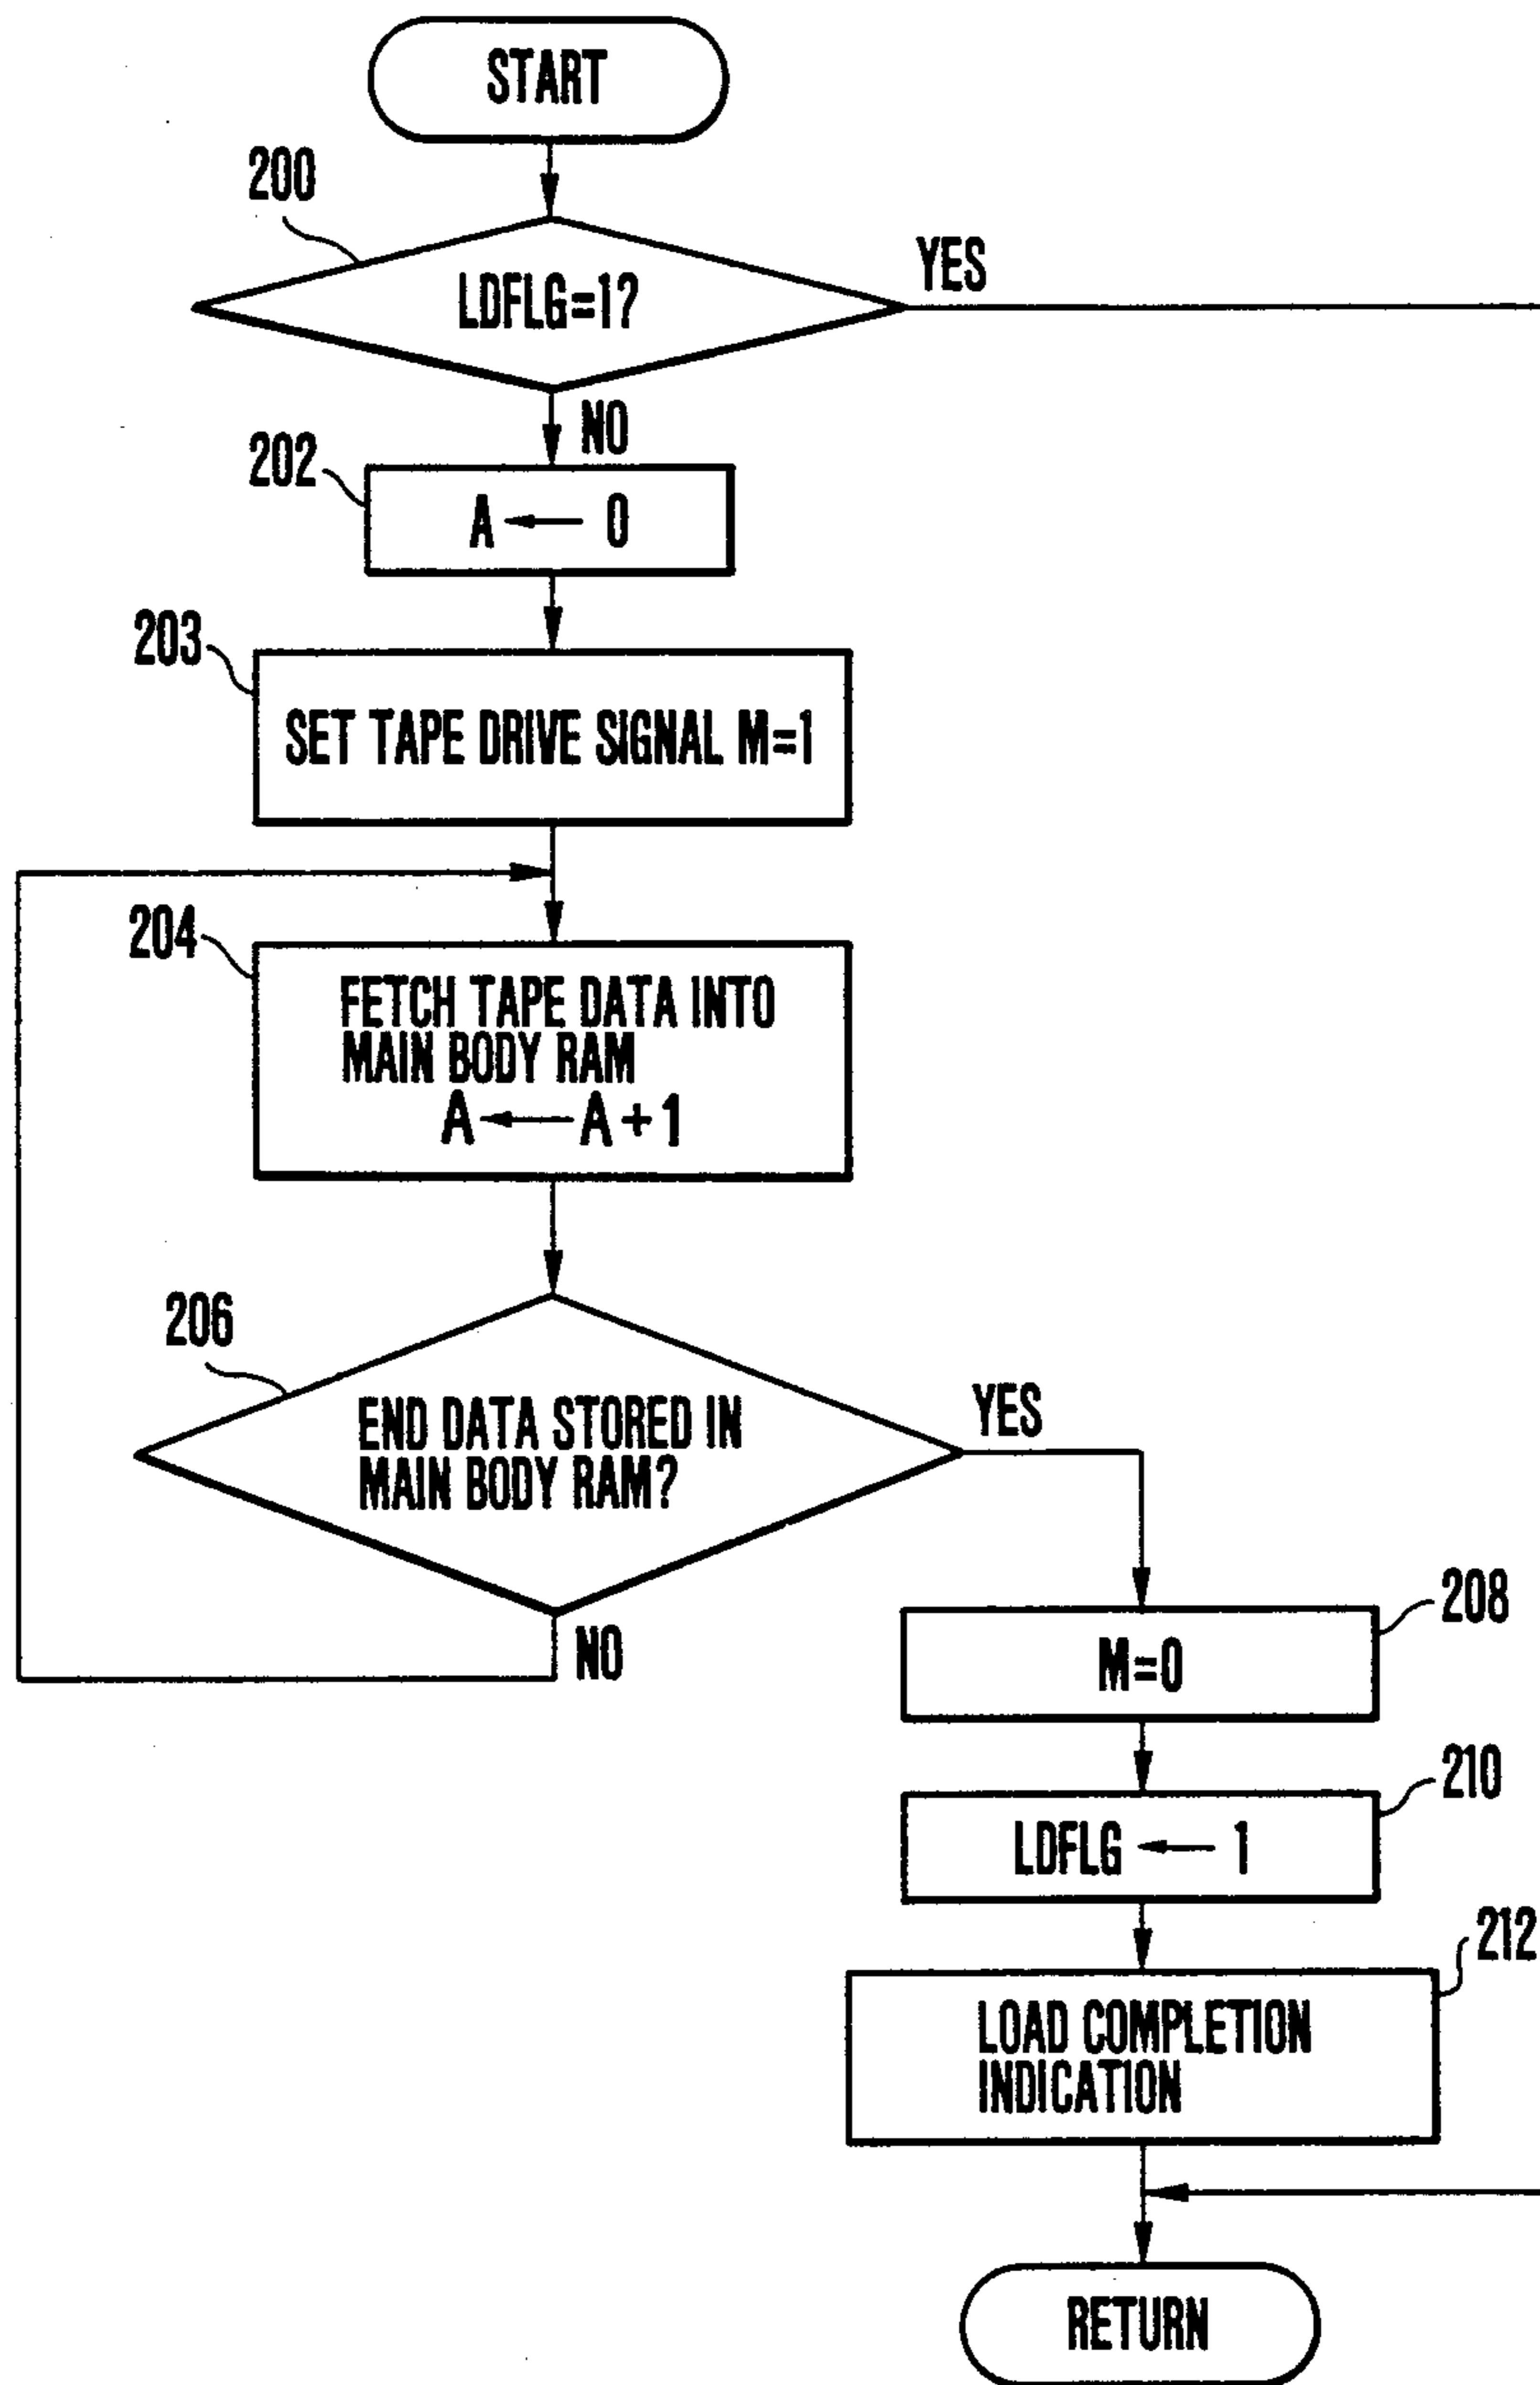 START
200
LDFLG=1?
YES
NO
202
A ← 0
203
SET TAPE DRIVE SIGNAL M=1
204
FETCH TAPE DATA INTO
MAIN BODY RAM
A ← A+1
206
END DATA STORED IN
MAIN BODY RAM?
YES
NO
208
M=0
210
LDFLG ← 1
212
LOAD COMPLETION
INDICATION
RETURN